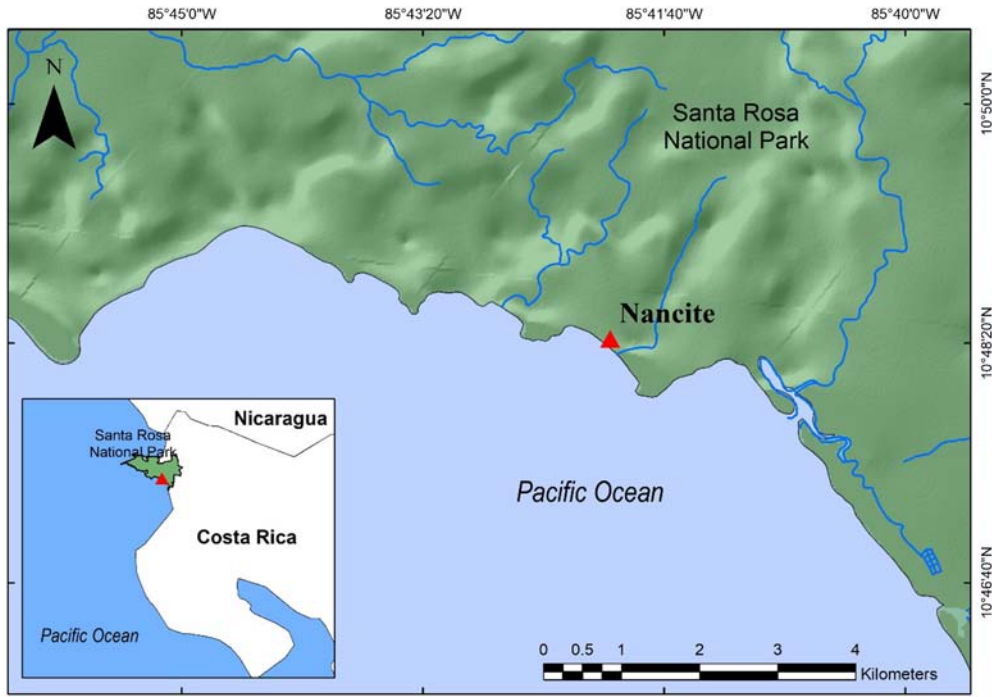 85°45'0"W
85°43'20"W
85°41'40"W
85°40'0"W
N
Santa Rosa
National Park
10°50'0"N
Nancite
10°48'20"N
Nicaragua
Santa Rosa
National Park
Costa Rica
Pacific Ocean
Pacific Ocean
10°46'40"N
0 0.5 1 2 3 4
Kilometers